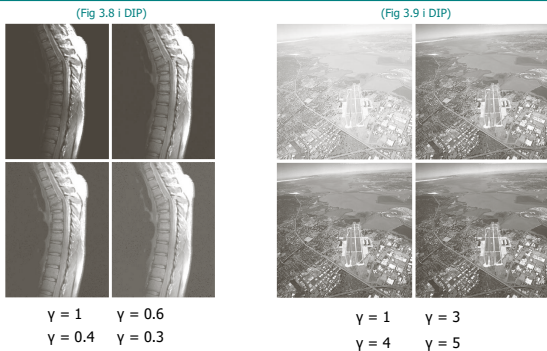 (Fig 3.8 i DIP)
γ = 1 γ = 0.6
γ = 0.4 γ = 0.3
(Fig 3.9 i DIP)
γ = 1 γ = 3
γ = 4 γ = 5